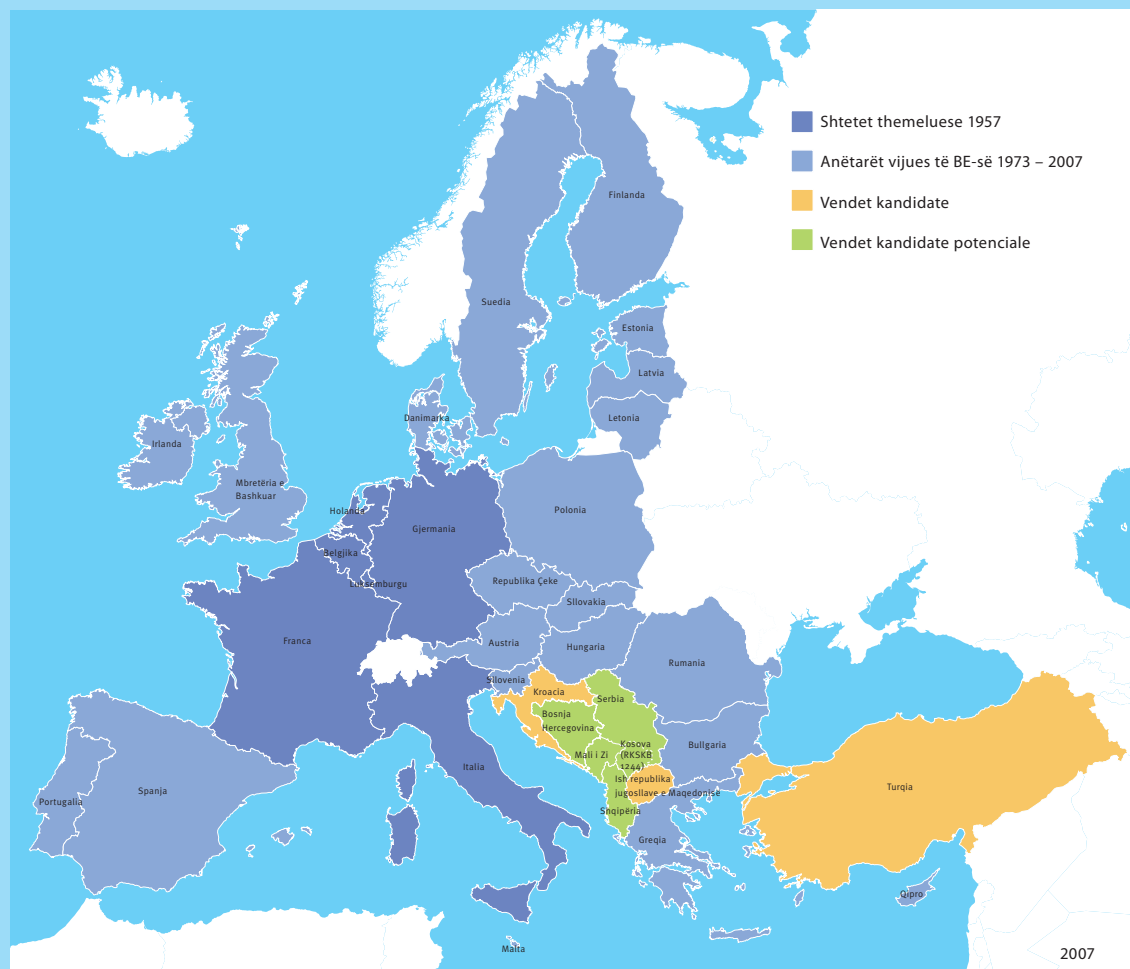 Shtetet themeluese 1957
Anëtarët vijues të BE-së 1973 – 2007
Vendet kandidate
Vendet kandidate potenciale
Finlanda
Suedia
Estonia
Latvia
Letonia
Danimarka
Irlanda
Mbretëria e
Bashkuar
Holanda
Polonia
Gjermania
Belgjika
Luksemburgu
Republika Çeke
Sllovakia
Franca
Austria
Hungaria
Rumania
Sllovenia
Kroacia
Serbia
Bosnja
Hercegovina
Kosova
(RKSKB
1244)
Mali i Zi
Bullgaria
Italia
Ish republika
jugosllave e Maqedonisë
Turqia
Spanja
Portugalia
Shqipëria
Greqia
Qipro
Malta
2007